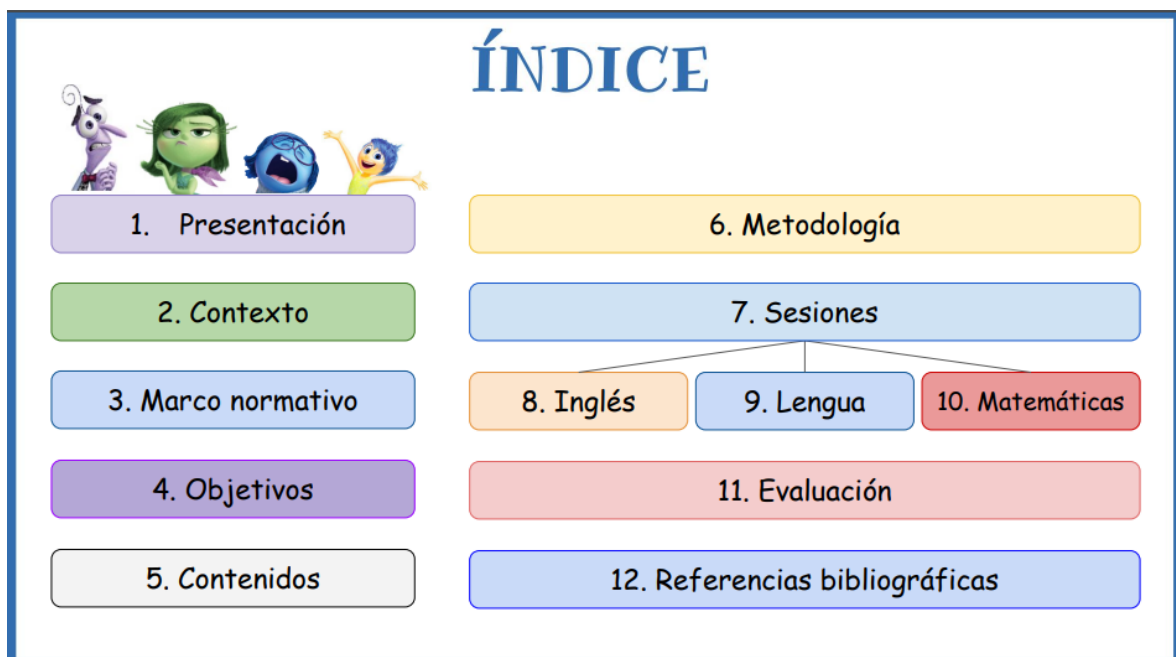 ÍNDICE
1. Presentación
2. Contexto
3. Marco normativo
4. Objetivos
5. Contenidos
6. Metodología
7. Sesiones
8. Inglés
9. Lengua
10. Matemáticas
11. Evaluación
12. Referencias bibliográficas